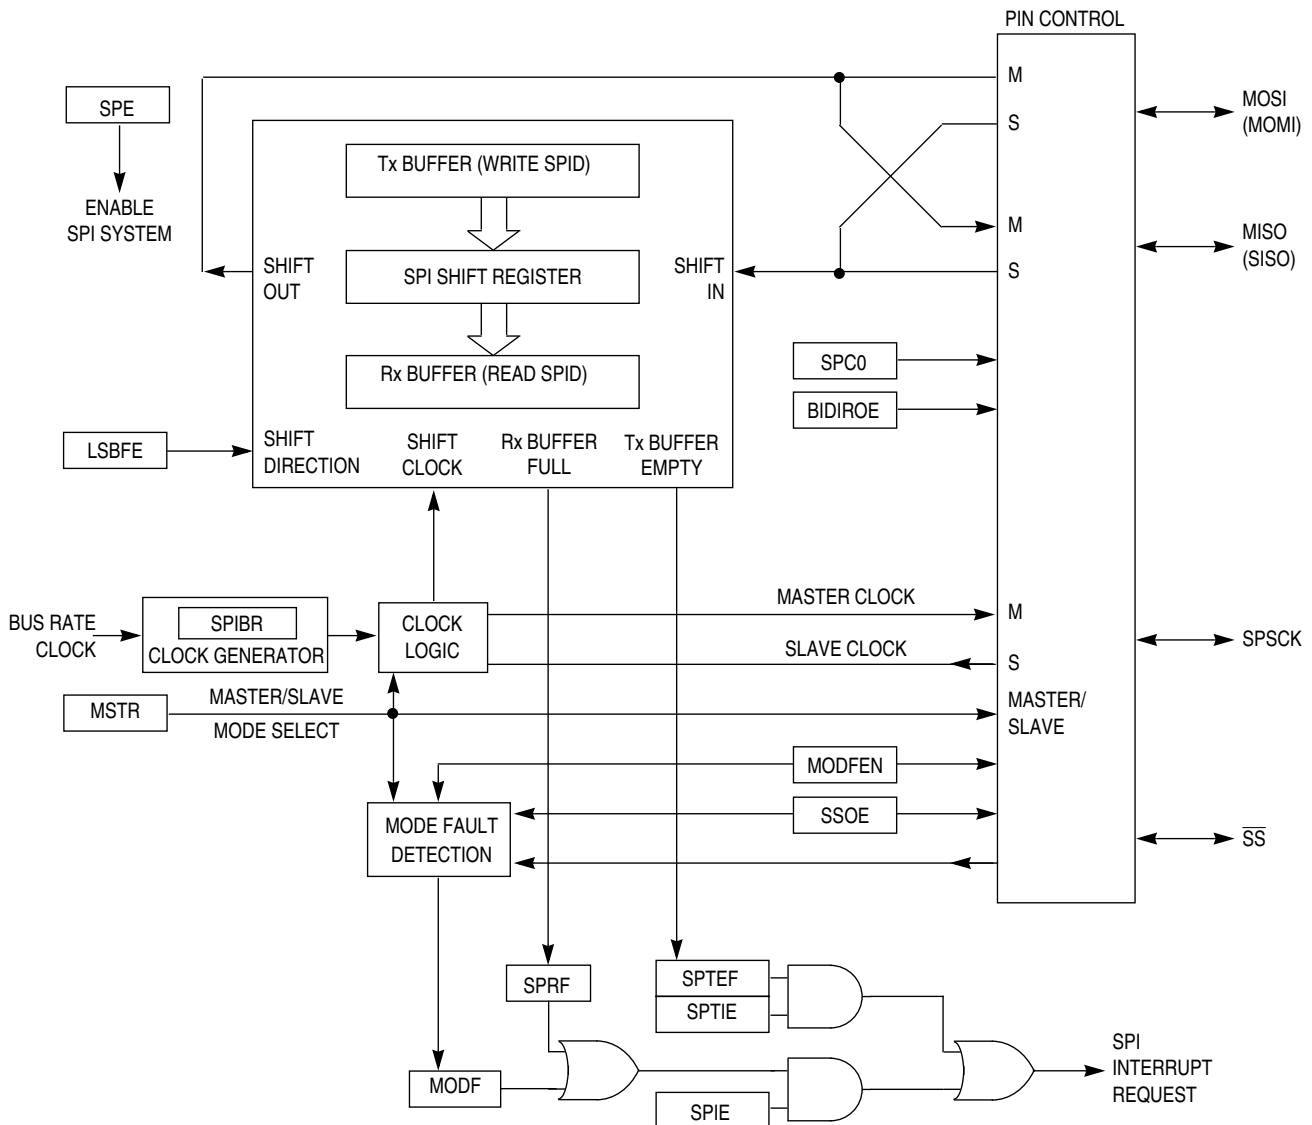 PIN CONTROL
M
SPE
MOSI
(MOMI)
S
Tx BUFFER (WRITE SPID)
ENABLE
SPI SYSTEM
M
MISO
(SISO)
SHIFT
OUT
SPI SHIFT REGISTER
SHIFT
IN
S
SPC0
Rx BUFFER (READ SPID)
BIDIROE
LSBFE
SHIFT
DIRECTION
SHIFT
CLOCK
Rx BUFFER
FULL
Tx BUFFER
EMPTY
MASTER CLOCK
M
BUS RATE
CLOCK
SPIBR
CLOCK GENERATOR
CLOCK
LOGIC
SPSCK
SLAVE CLOCK
S
MSTR
MASTER/SLAVE
MODE SELECT
MASTER/
SLAVE
MODFEN
SSOE
MODE FAULT
DETECTION
SS
SPRF
SPTEF
SPTIE
SPI
INTERRUPT
REQUEST
MODF
SPIE